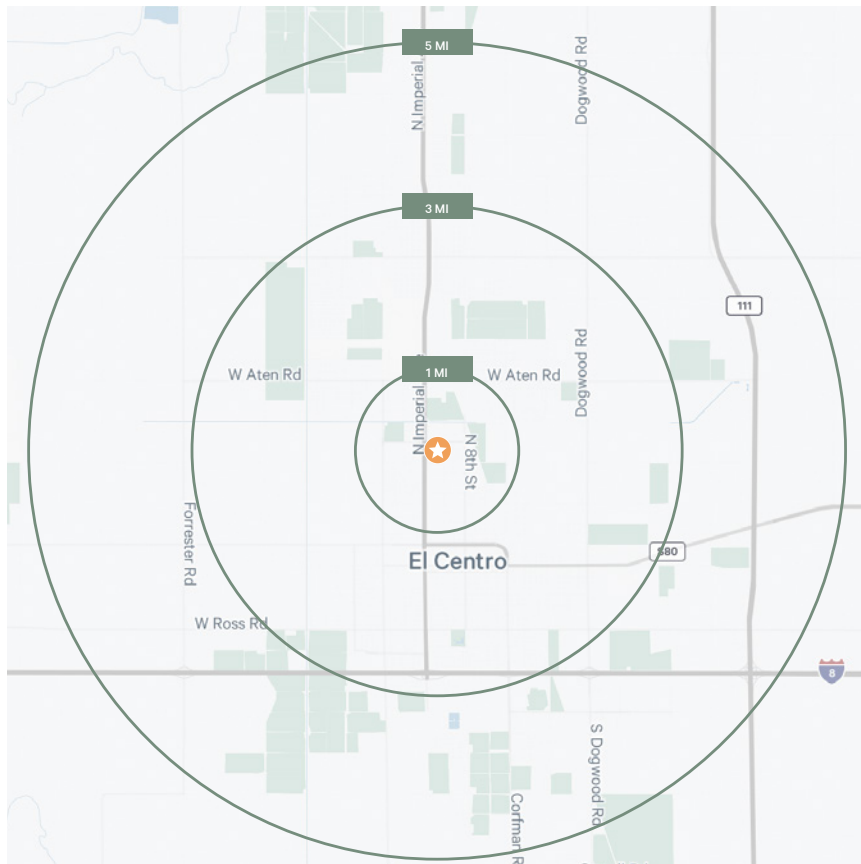 5 MI
N Imperial
Dogwood Rd
3 MI
111
1 MI
W Aten Rd
W Aten Rd
Dogwood Rd
N Imperial
N 8th St
Forrester Rd
S80
El Centro
W Ross Rd
8
S Dogwood Rd
Corfman R